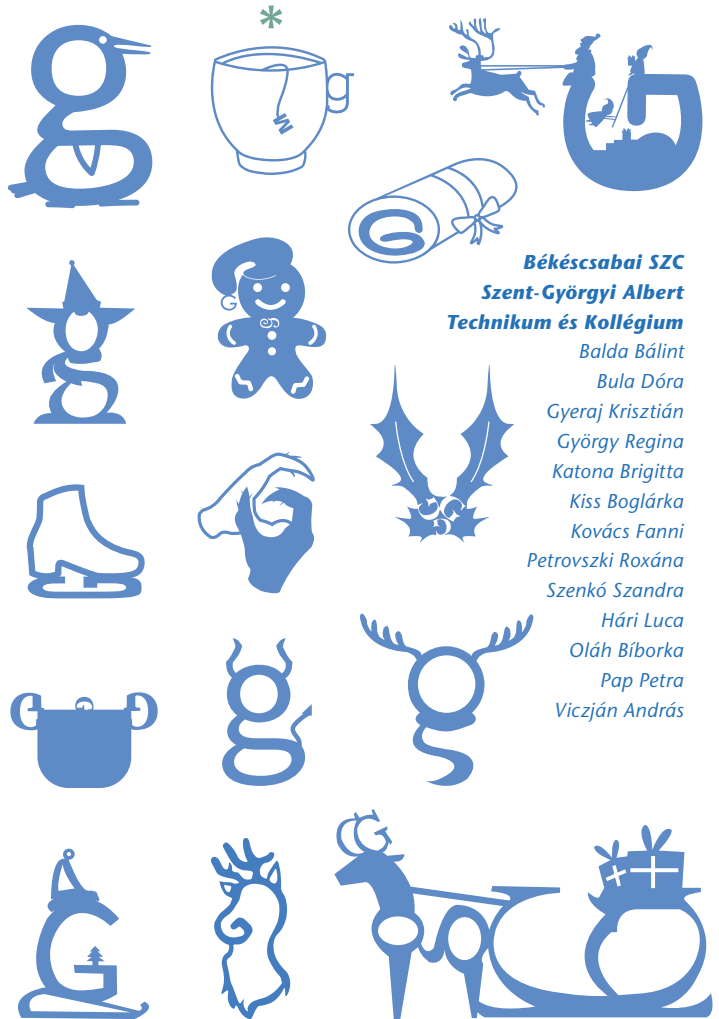 *
Békéscsabai SZC
Szent-Györgyi Albert
Technikum és Kollégium
Balda Bálint
Bula Dóra
Gyeraj Krisztián
György Regina
Katona Brigitta
Kiss Boglárka
Kovács Fanni
Petrovszki Roxána
Szenkó Szandra
Hári Luca
Oláh Bíborka
Pap Petra
Viczján András